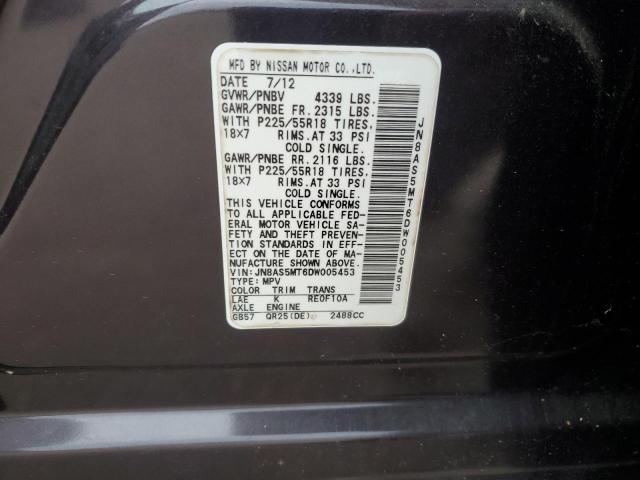 MFD BY NISSAN MOTOR CO.,LTD.
DATE 7/12
GVWR/PNBV 4339 LBS.
GAWR/PNBE FR. 2315 LBS.
WITH P225/55R18 TIRES,
18X7 RIMS.AT 33 PSI
COLD SINGLE.
GAWR/PNBE RR. 2116 LBS.
WITH P225/55R18 TIRES,
18X7 RIMS.AT 33 PSI
COLD SINGLE.
THIS VEHICLE CONFORMS
TO ALL APPLICABLE FED-
ERAL MOTOR VEHICLE SA-
FETY AND THEFT PREVEN-
TION STANDARDS IN EFF-
ECT ON THE DATE OF MA-
NUFACTURE SHOWN ABOVE.
VIN: JN8AS5MT6DW005453
TYPE: MPV
COLOR TRIM TRANS
LAE K RE0F10A
AXLE ENGINE
GB57 QR25(DE) 2488CC
JN8AS5MT6DW005453